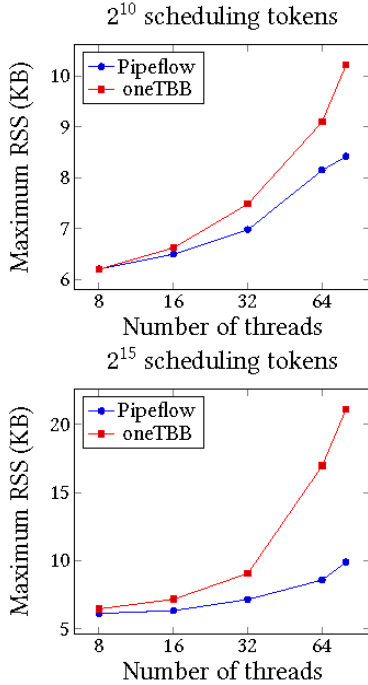 2^10 scheduling tokens
Maximum RSS (KB)
Pipeflow
oneTBB
10
9
8
7
6
8 16 32 64
Number of threads
2^15 scheduling tokens
Maximum RSS (KB)
Pipeflow
oneTBB
20
15
10
5
8 16 32 64
Number of threads